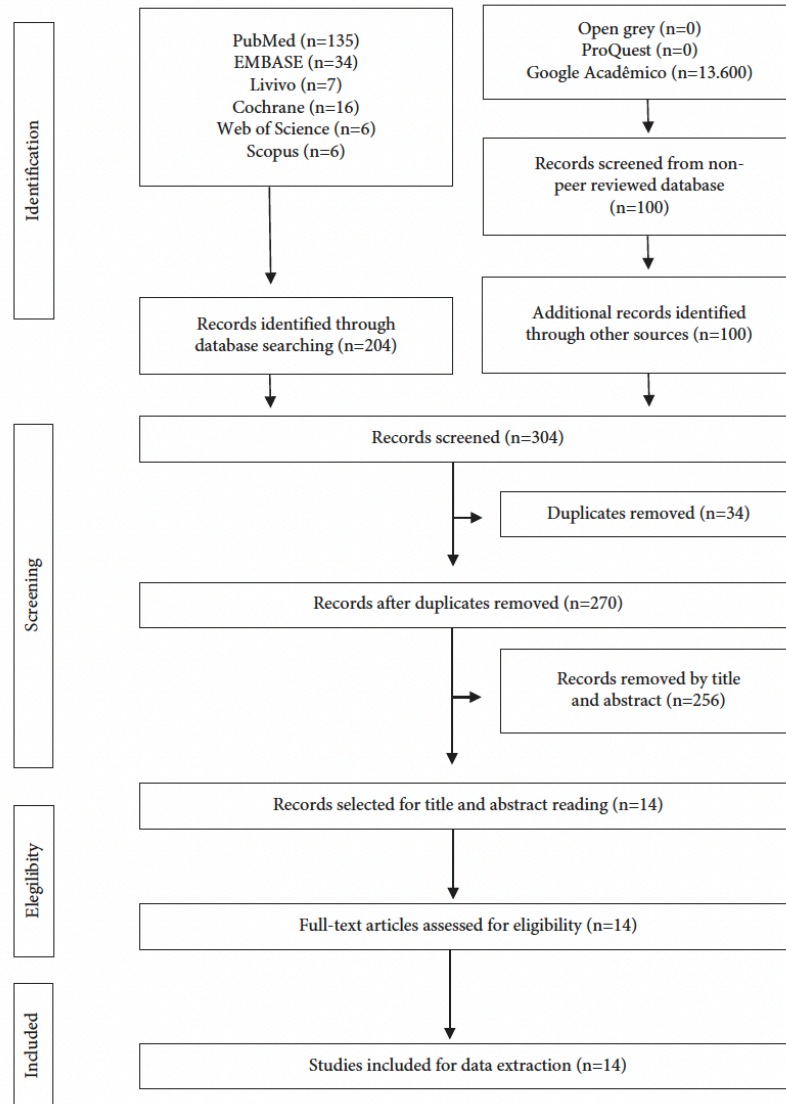 Identification
PubMed (n=135)
EMBASE (n=34)
Livivo (n=7)
Cochrane (n=16)
Web of Science (n=6)
Scopus (n=6)
Open grey (n=0)
ProQuest (n=0)
Google Acadêmico (n=13.600)
Records screened from non-
peer reviewed database
(n=100)
Records identified through
database searching (n=204)
Additional records identified
through other sources (n=100)
Screening
Records screened (n=304)
Duplicates removed (n=34)
Records after duplicates removed (n=270)
Records removed by title
and abstract (n=256)
Records selected for title and abstract reading (n=14)
Elegilibity
Full-text articles assessed for eligibility (n=14)
Included
Studies included for data extraction (n=14)